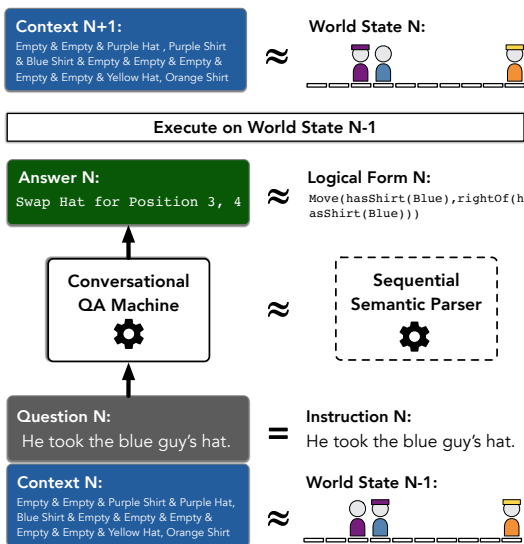 Context N+1:
Empty & Empty & Purple Hat , Purple Shirt
& Blue Shirt & Empty & Empty & Empty &
Empty & Empty & Yellow Hat, Orange Shirt
≈
World State N:
Execute on World State N-1
Answer N:
Swap Hat for Position 3, 4
≈
Logical Form N:
Move(hasShirt(Blue),rightOf(h
asShirt(Blue)))
Conversational
QA Machine
≈
Sequential
Semantic Parser
Question N:
He took the blue guy's hat.
=
Instruction N:
He took the blue guy's hat.
Context N:
Empty & Empty & Purple Shirt & Purple Hat,
Blue Shirt & Empty & Empty & Empty &
Empty & Empty & Yellow Hat, Orange Shirt
≈
World State N-1: